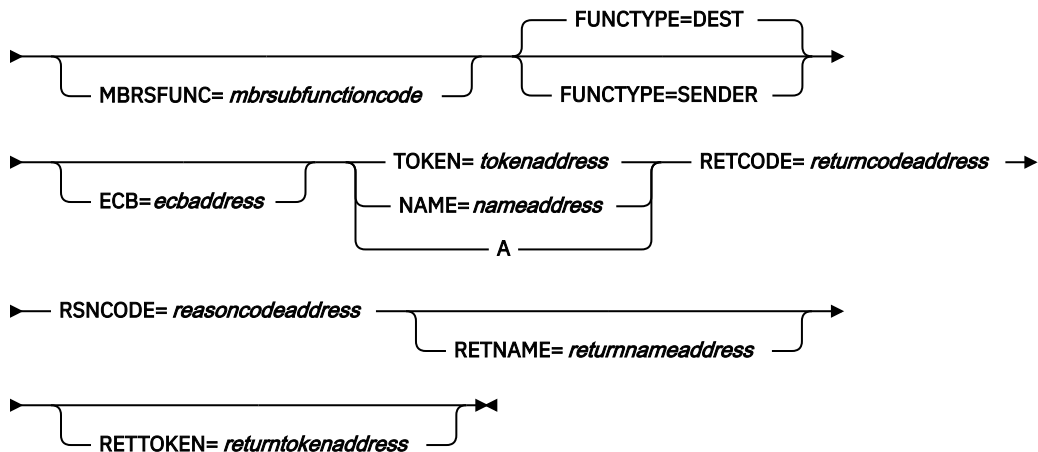 FUNCTYPE=DEST
MBRSFUNC= mbrsubfunctioncode
FUNCTYPE=SENDER
TOKEN= tokenaddress
RETCODE= returncodeaddress
ECB= ecbaddress
NAME= nameaddress
A
RSNCODE= reasoncodeaddress
RETNAME= returnnameaddress
RETTOKEN= returntokenaddress